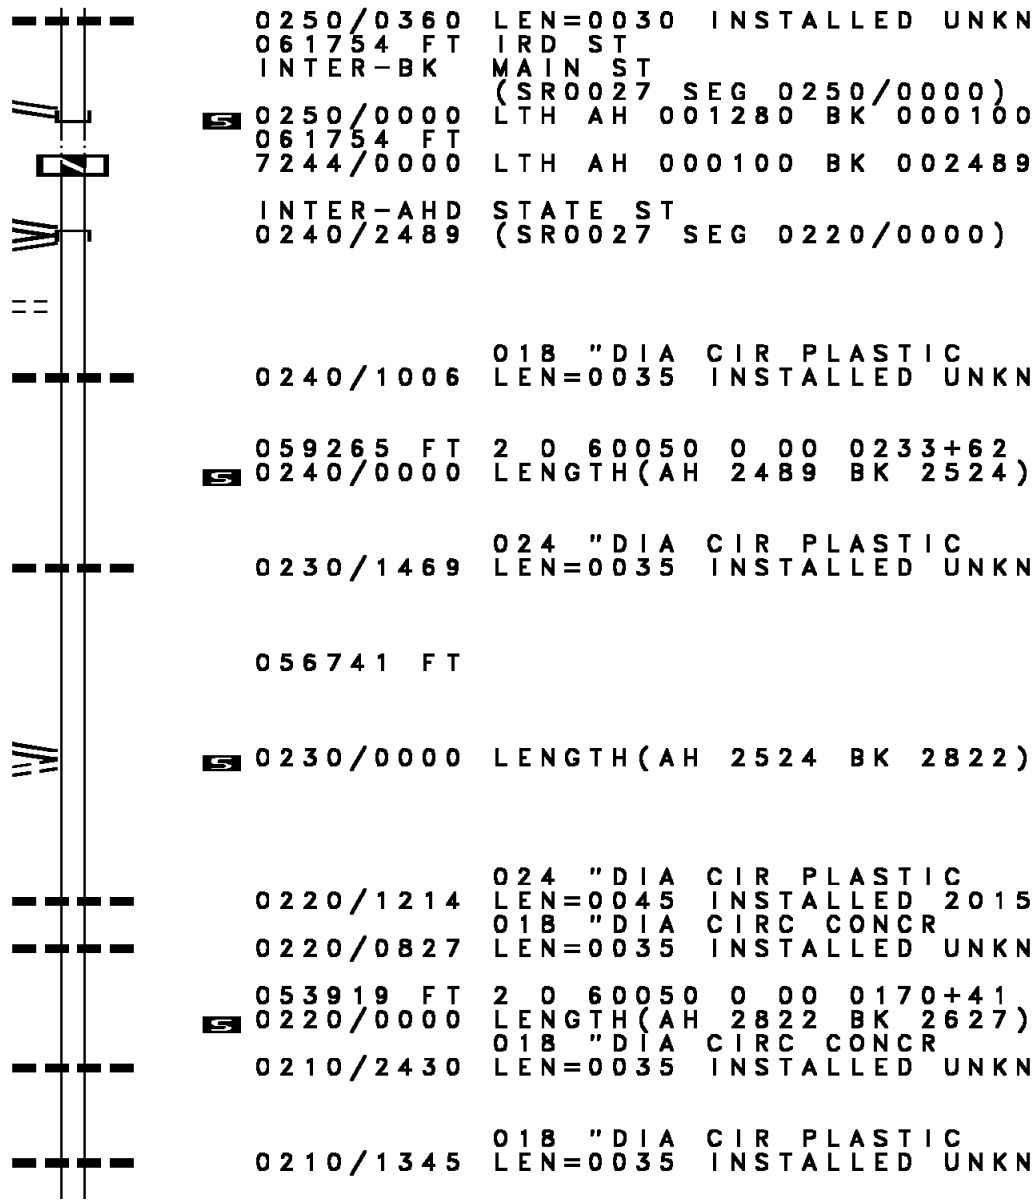 0250/0360 LEN=0030 INSTALLED UNKN
061754 FT IRD ST
INTER-BK MAIN ST
(SR0027 SEG 0250/0000)
S 0250/0000 LTH AH 001280 BK 000100
061754 FT
7244/0000 LTH AH 000100 BK 002489
INTER-AHD STATE ST
0240/2489 (SR0027 SEG 0220/0000)
018 "DIA CIR PLASTIC
0240/1006 LEN=0035 INSTALLED UNKN
059265 FT 2 0 60050 0 00 0233+62
S 0240/0000 LENGTH(AH 2489 BK 2524)
024 "DIA CIR PLASTIC
0230/1469 LEN=0035 INSTALLED UNKN
056741 FT
S 0230/0000 LENGTH(AH 2524 BK 2822)
024 "DIA CIR PLASTIC
0220/1214 LEN=0045 INSTALLED 2015
018 "DIA CIRC CONCR
0220/0827 LEN=0035 INSTALLED UNKN
053919 FT 2 0 60050 0 00 0170+41
S 0220/0000 LENGTH(AH 2822 BK 2627)
018 "DIA CIRC CONCR
0210/2430 LEN=0035 INSTALLED UNKN
018 "DIA CIR PLASTIC
0210/1345 LEN=0035 INSTALLED UNKN